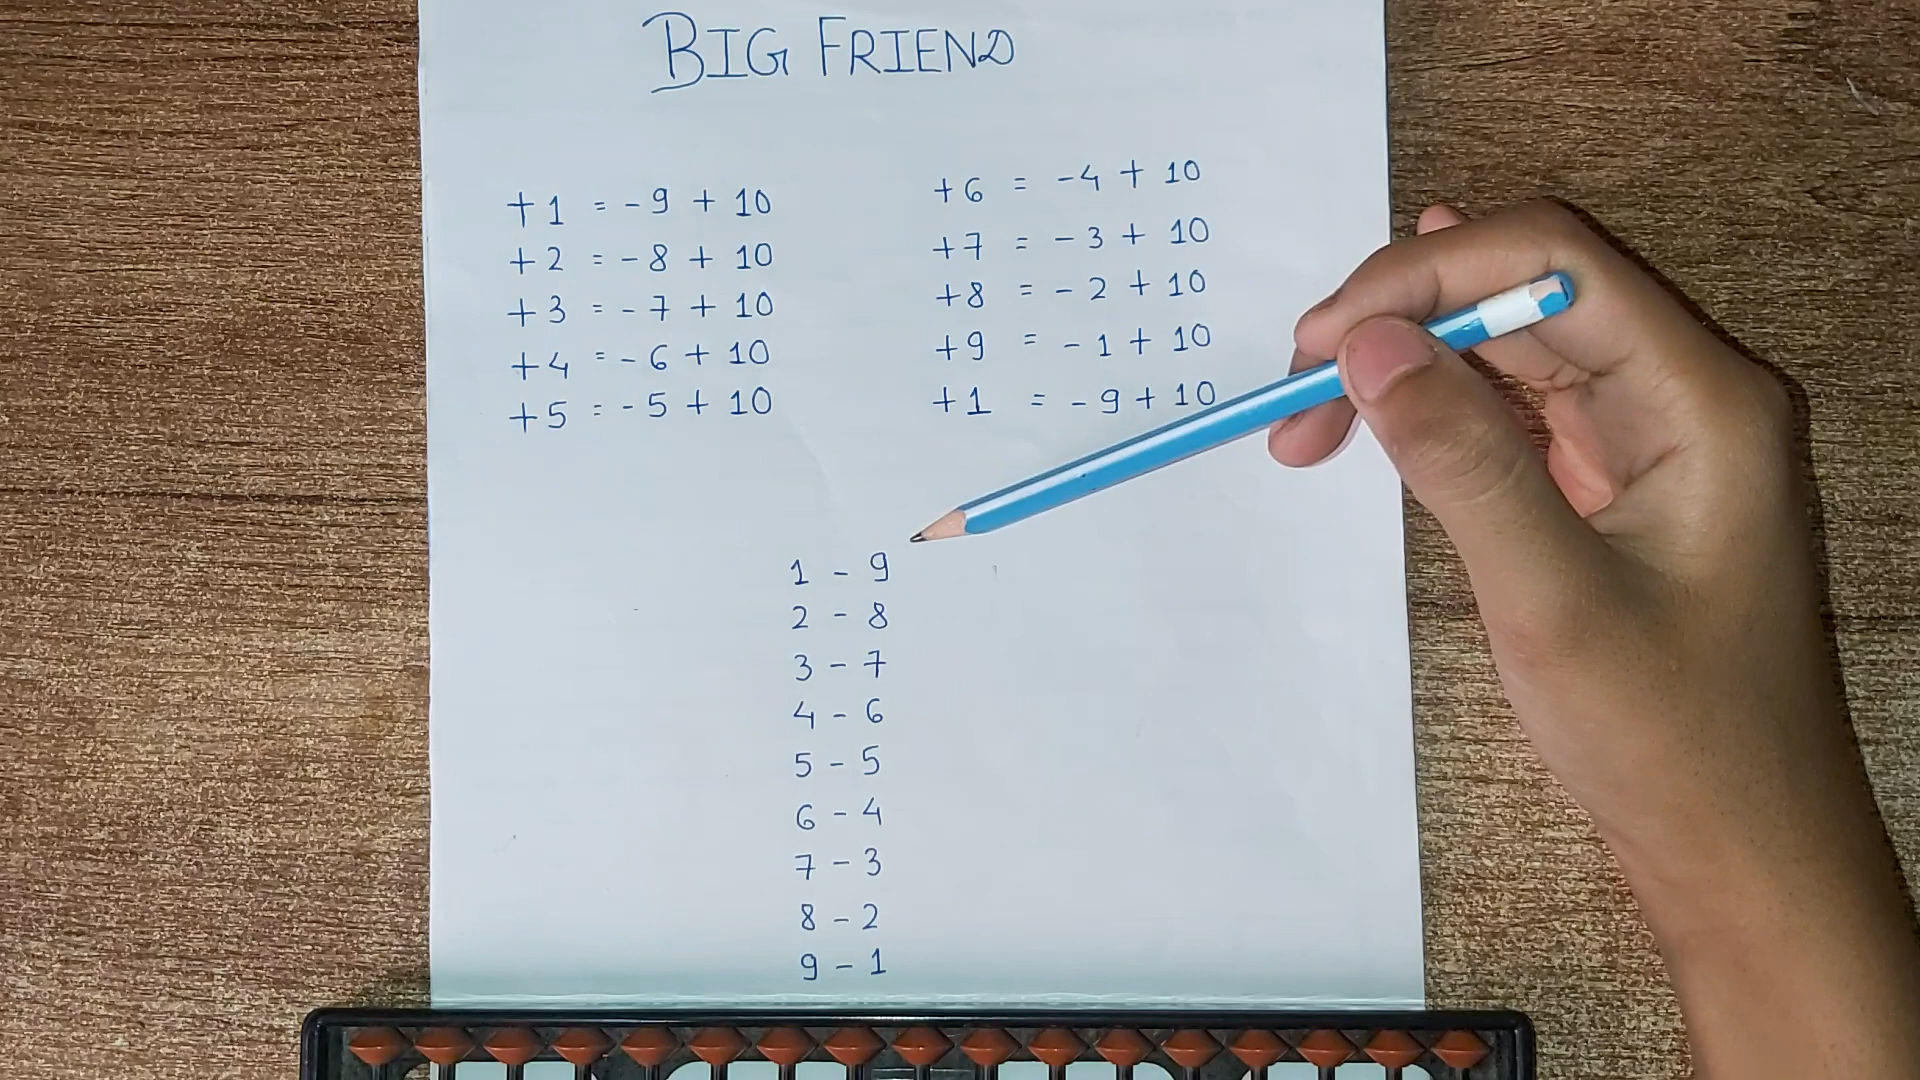 BIG FRIEND
+1 = -9 + 10
+2 = -8 + 10
+3 = -7 + 10
+4 = -6 + 10
+5 = -5 + 10
+6 = -4 + 10
+7 = -3 + 10
+8 = -2 + 10
+9 = -1 + 10
+1 = -9 + 10
1 - 9
2 - 8
3 - 7
4 - 6
5 - 5
6 - 4
7 - 3
8 - 2
9 - 1